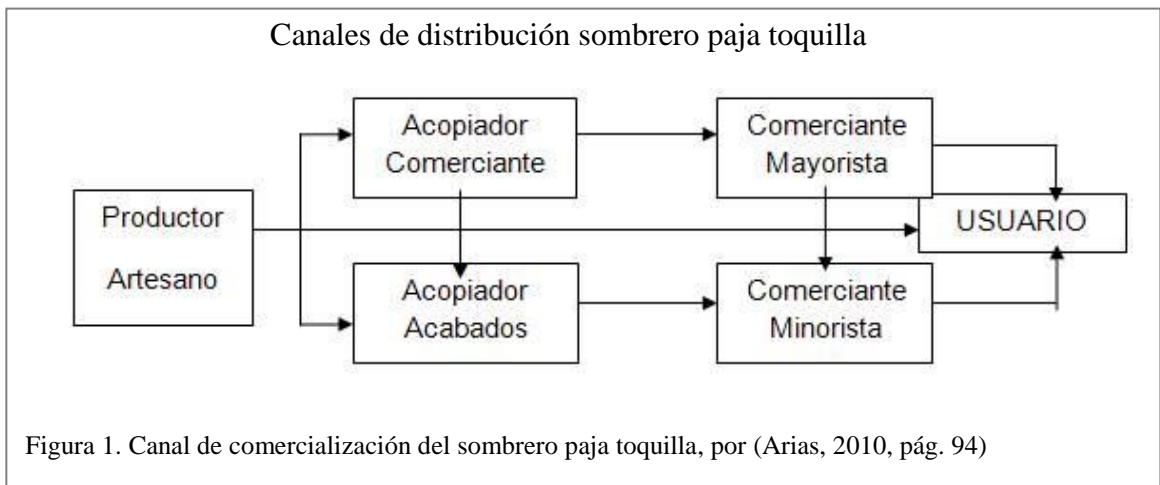 Canales de distribución sombrero paja toquilla
Acopiador
Comerciante
Comerciante
Mayorista
Productor
Artesano
USUARIO
Acopiador
Acabados
Comerciante
Minorista
Figura 1. Canal de comercialización del sombrero paja toquilla, por (Arias, 2010, pág. 94)